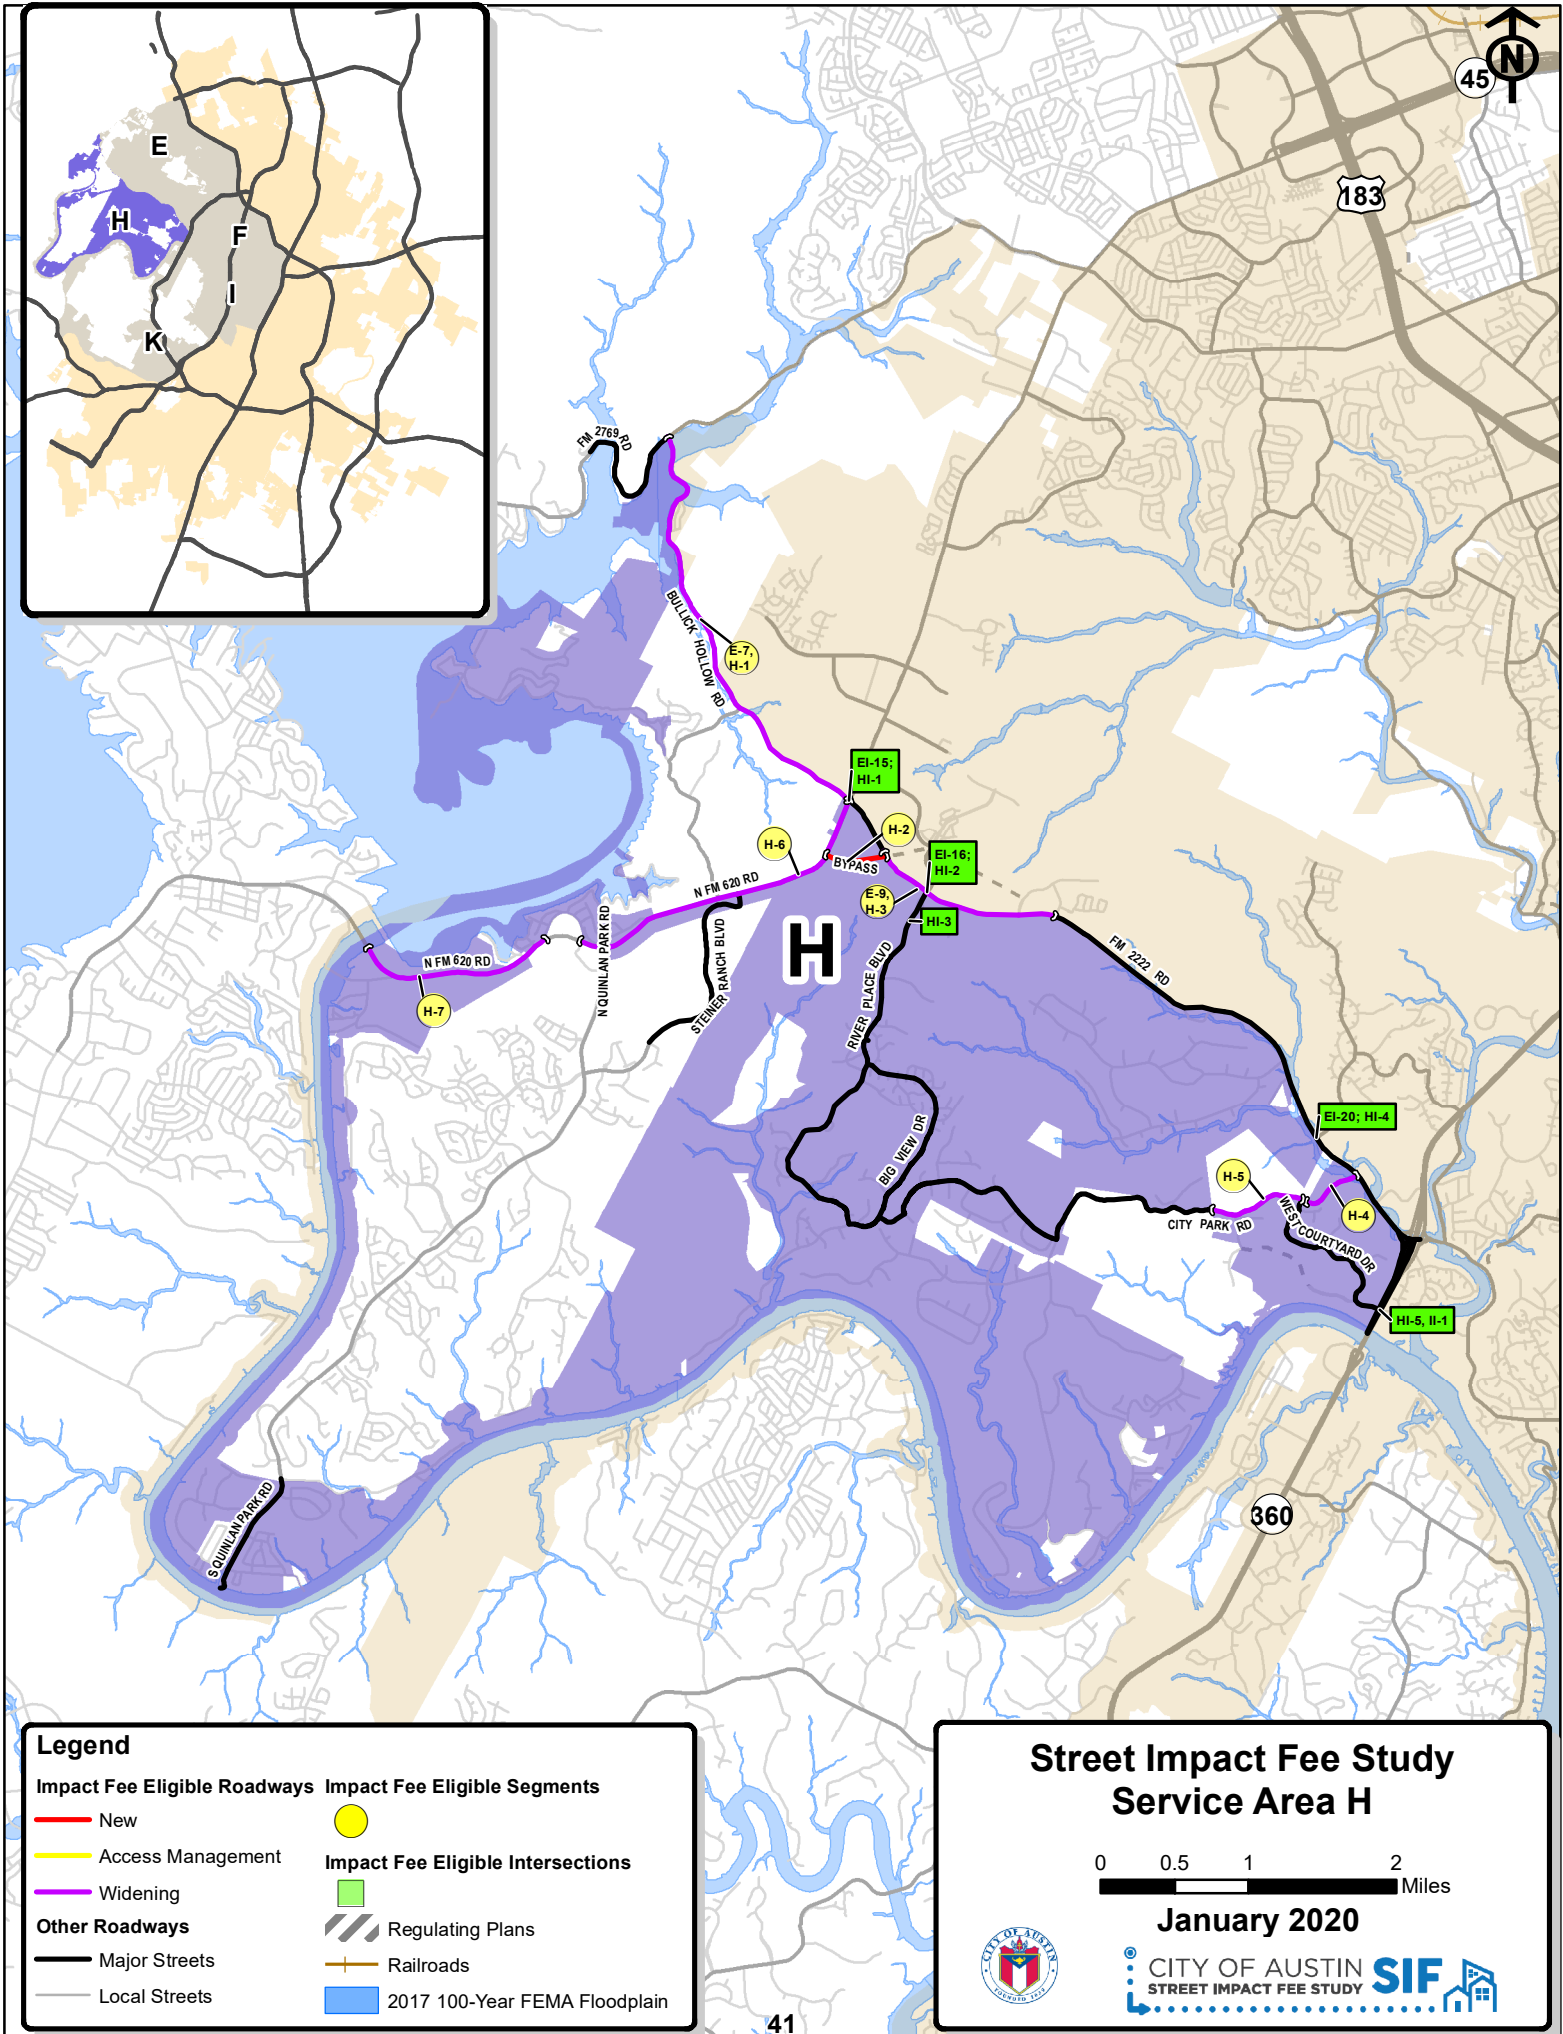 E
H
F
I
K
N
45
183
FM 2769 RD
BULLICK HOLLOW RD
E-7,
H-1
EI-15;
HI-1
H-2
H-6
BYPASS
EI-16;
HI-2
N FM 620 RD
E-9,
H-3
HI-3
N QUINLAN PARK RD
STEINER RANCH BLVD
H
RIVER PLACE BLVD
FM 2222 RD
N FM 620 RD
H-7
BIG VIEW DR
EI-20; HI-4
H-5
H-4
CITY PARK RD
WEST COURTYARD DR
HI-5, II-1
S QUINLAN PARK RD
360
Legend
Impact Fee Eligible Roadways
New
Access Management
Widening
Other Roadways
Major Streets
Local Streets
Impact Fee Eligible Segments
Impact Fee Eligible Intersections
Regulating Plans
Railroads
2017 100-Year FEMA Floodplain
Street Impact Fee Study
Service Area H
0 0.5 1 2
Miles
January 2020
CITY OF AUSTIN
FOUNDED 1839
CITY OF AUSTIN
STREET IMPACT FEE STUDY
SIF
41